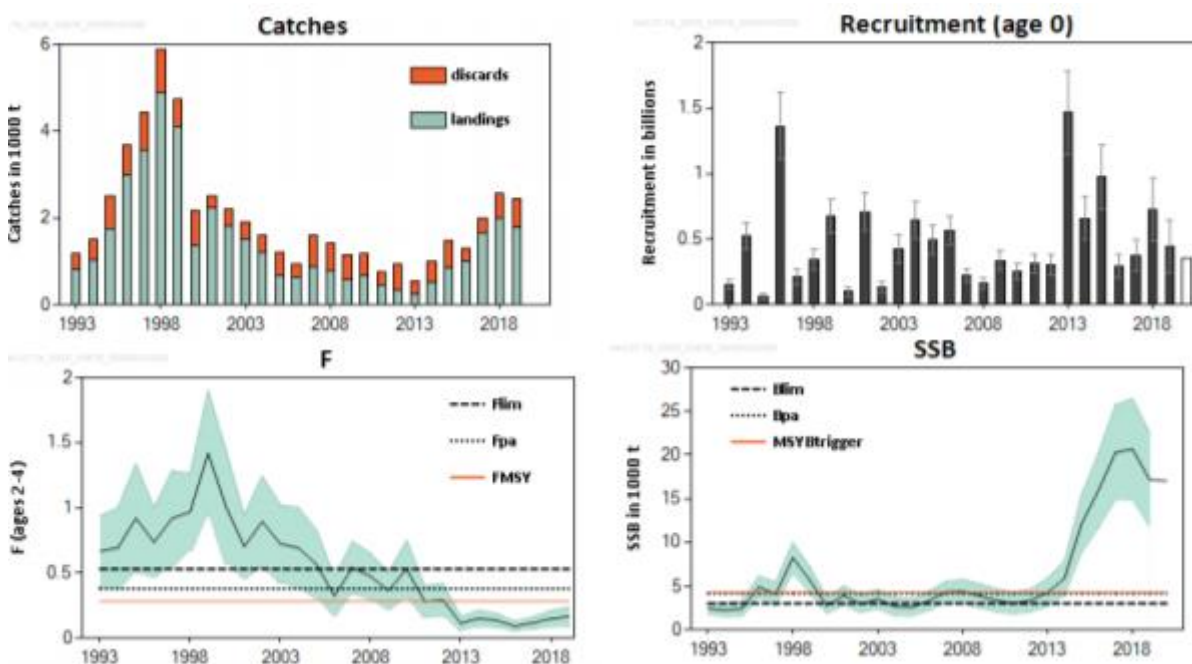 Catches
6
4
2
0
Catches in 1000 t
discards
landings
1993 1998 2003 2008 2013 2018
Recruitment (age 0)
2
1.5
1
0.5
0
Recruitment in billions
1993 1998 2003 2008 2013 2018
F
2
1.5
1
0.5
0
F (ages 2-4)
Flim
Fpa
FMSY
1993 1998 2003 2008 2013 2018
SSB
30
25
20
15
10
5
0
SSB in 1000 t
Blim
Bpa
MSYBtrigger
1993 1998 2003 2008 2013 2018